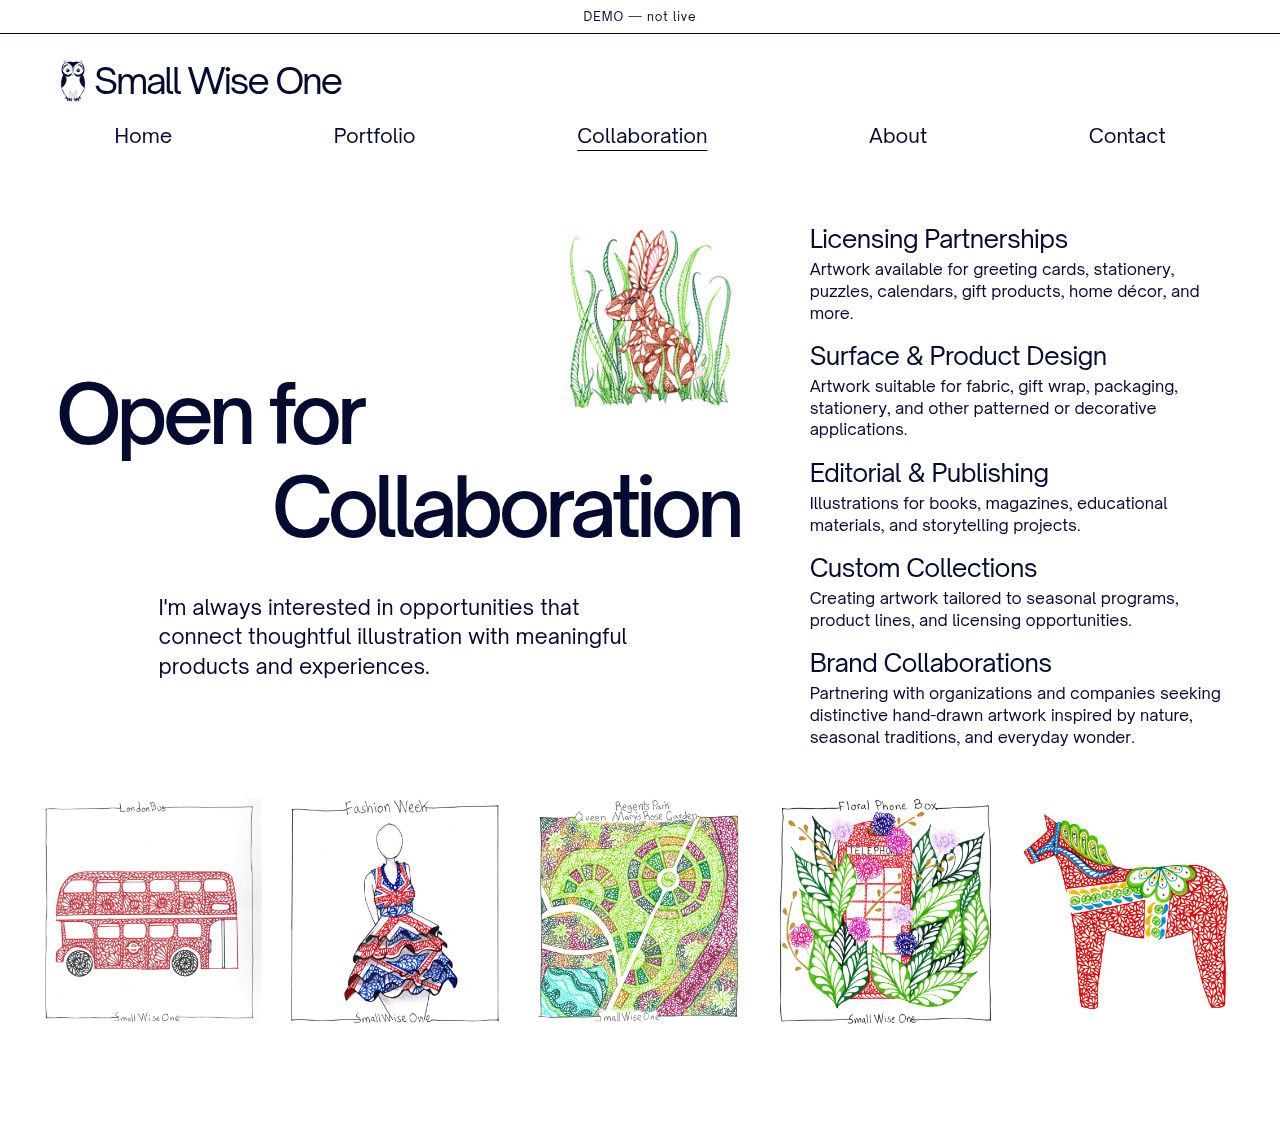 DEMO — not live
Small Wise One
Home Portfolio Collaboration About Contact
Open for
Collaboration
I'm always interested in opportunities that
connect thoughtful illustration with meaningful
products and experiences.
Licensing Partnerships
Artwork available for greeting cards, stationery,
puzzles, calendars, gift products, home décor, and
more.
Surface & Product Design
Artwork suitable for fabric, gift wrap, packaging,
stationery, and other patterned or decorative
applications.
Editorial & Publishing
Illustrations for books, magazines, educational
materials, and storytelling projects.
Custom Collections
Creating artwork tailored to seasonal programs,
product lines, and licensing opportunities.
Brand Collaborations
Partnering with organizations and companies seeking
distinctive hand-drawn artwork inspired by nature,
seasonal traditions, and everyday wonder.
London Bus
Small Wise One
Fashion Week
Small Wise One
Regents Park
Queen Mary's Rose Garden
Small Wise One
Floral Phone Box
Small Wise One